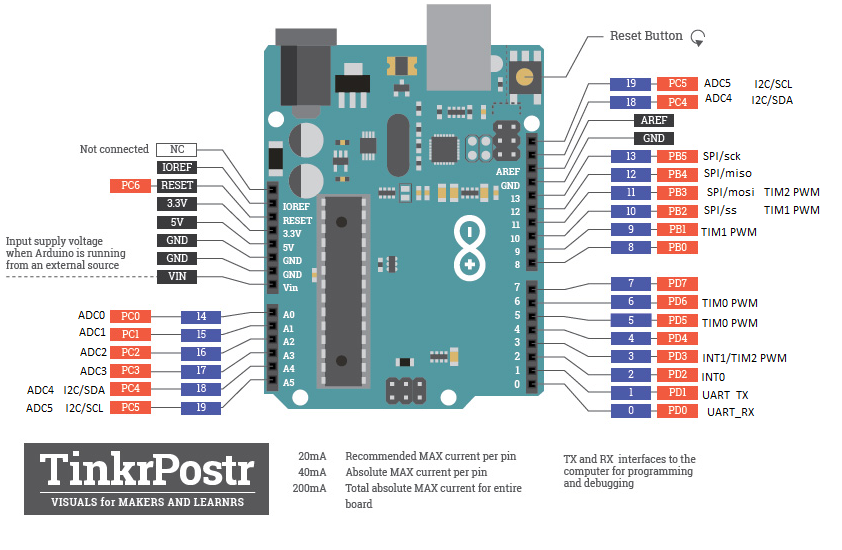 Reset Button
19 PC5 ADC5 I2C/SCL
18 PC4 ADC4 I2C/SDA
AREF
GND
13 PB5 SPI/sck
12 PB4 SPI/miso
11 PB3 SPI/mosi TIM2 PWM
10 PB2 SPI/ss TIM1 PWM
9 PB1 TIM1 PWM
8 PB0
7 PD7
6 PD6 TIM0 PWM
5 PD5 TIM0 PWM
4 PD4
3 PD3 INT1/TIM2 PWM
2 PD2 INT0
1 PD1 UART TX
0 PD0 UART_RX
Not connected NC
IOREF
PC6 RESET
3.3V
5V
GND
GND
VIN
Input supply voltage
when Arduino is running
from an external source
ADC0 PC0 14
ADC1 PC1 15
ADC2 PC2 16
ADC3 PC3 17
ADC4 I2C/SDA PC4 18
ADC5 I2C/SCL PC5 19
IOREF
RESET
3.3V
5V
GND
GND
Vin
A0
A1
A2
A3
A4
A5
AREF
GND
13
12
11
10
9
8
7
6
5
4
3
2
1
0
TinkrPostr
VISUALS for MAKERS AND LEARNRS
20mA Recommended MAX current per pin
40mA Absolute MAX current per pin
200mA Total absolute MAX current for entire
board
TX and RX interfaces to the
computer for programming
and debugging